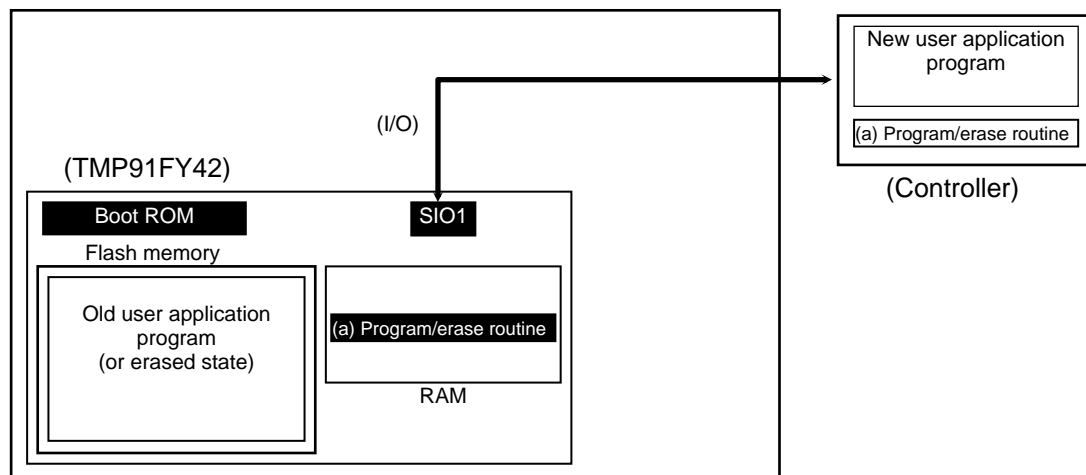 New user application
program
(a) Program/erase routine
(Controller)
(I/O)
(TMP91FY42)
Boot ROM
SIO1
Flash memory
Old user application
program
(or erased state)
(a) Program/erase routine
RAM